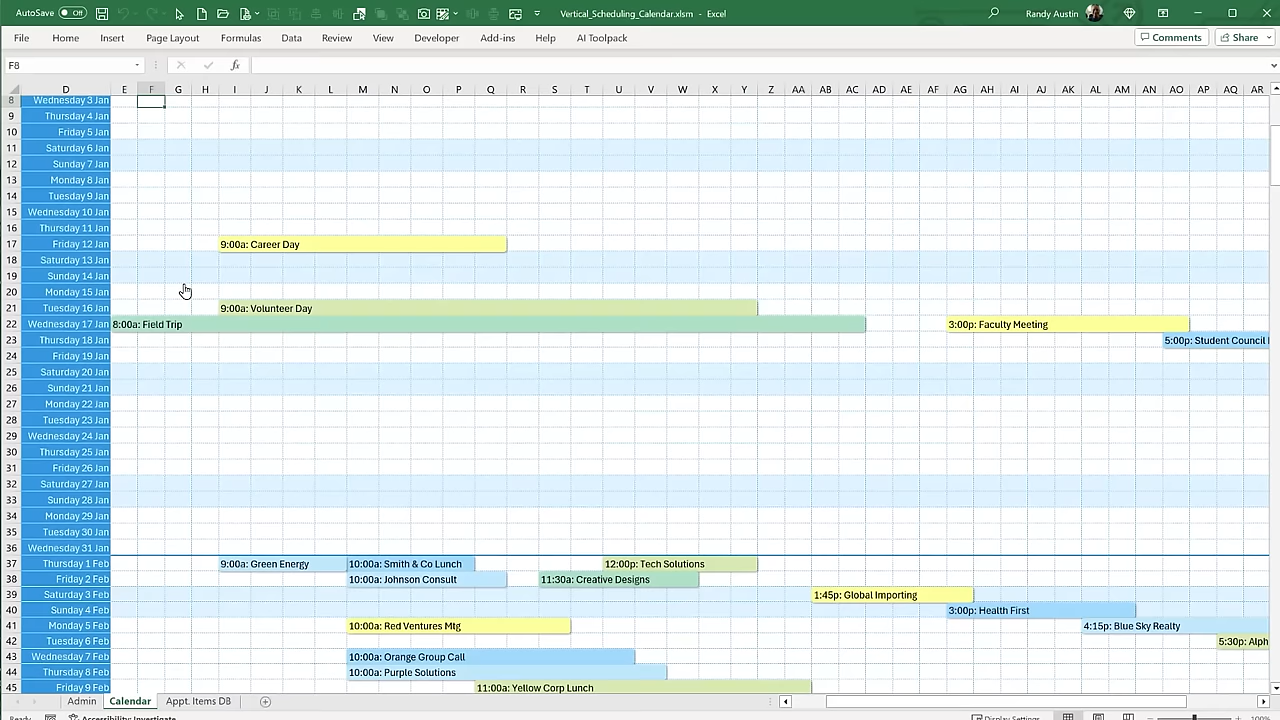 AutoSave Off Vertical_Scheduling_Calendar.xlsm - Excel Randy Austin
File Home Insert Page Layout Formulas Data Review View Developer Add-ins Help AI Toolpack Comments Share
F8 fx
D E F G H I J K L M N O P Q R S T U V W X Y Z AA AB AC AD AE AF AG AH AI AJ AK AL AM AN AO AP AQ AR
8 Wednesday 3 Jan
9 Thursday 4 Jan
10 Friday 5 Jan
11 Saturday 6 Jan
12 Sunday 7 Jan
13 Monday 8 Jan
14 Tuesday 9 Jan
15 Wednesday 10 Jan
16 Thursday 11 Jan
17 Friday 12 Jan 9:00a: Career Day
18 Saturday 13 Jan
19 Sunday 14 Jan
20 Monday 15 Jan
21 Tuesday 16 Jan 9:00a: Volunteer Day
22 Wednesday 17 Jan 8:00a: Field Trip 3:00p: Faculty Meeting
23 Thursday 18 Jan 5:00p: Student Council
24 Friday 19 Jan
25 Saturday 20 Jan
26 Sunday 21 Jan
27 Monday 22 Jan
28 Tuesday 23 Jan
29 Wednesday 24 Jan
30 Thursday 25 Jan
31 Friday 26 Jan
32 Saturday 27 Jan
33 Sunday 28 Jan
34 Monday 29 Jan
35 Tuesday 30 Jan
36 Wednesday 31 Jan
37 Thursday 1 Feb 9:00a: Green Energy 10:00a: Smith & Co Lunch 12:00p: Tech Solutions
38 Friday 2 Feb 10:00a: Johnson Consult 11:30a: Creative Designs
39 Saturday 3 Feb 1:45p: Global Importing
40 Sunday 4 Feb 3:00p: Health First
41 Monday 5 Feb 10:00a: Red Ventures Mtg 4:15p: Blue Sky Realty
42 Tuesday 6 Feb 5:30p: Alph
43 Wednesday 7 Feb 10:00a: Orange Group Call
44 Thursday 8 Feb 10:00a: Purple Solutions
45 Friday 9 Feb 11:00a: Yellow Corp Lunch
Admin Calendar Appt. Items DB
Ready Accessibility: Investigate Display Settings 100%